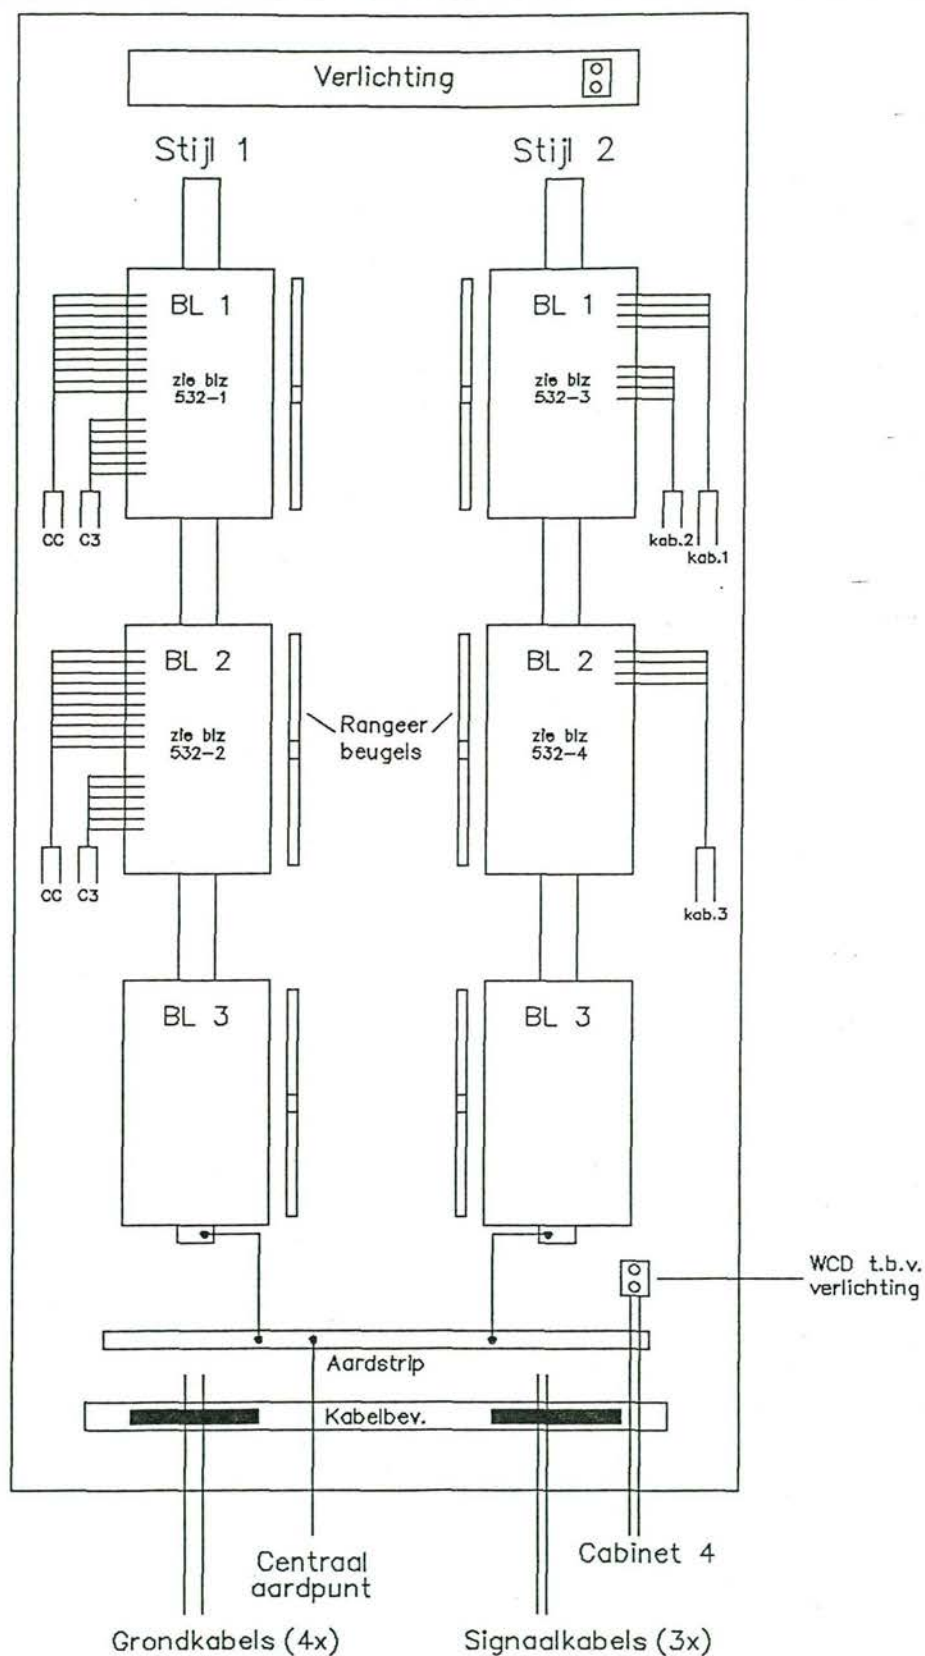 Verlichting
Stijl 1
Stijl 2
BL 1
zie blz
532-1
CC
C3
BL 1
zie blz
532-3
kab.2
kab.1
BL 2
zie blz
532-2
CC
C3
Rangeer
beugels
BL 2
zie blz
532-4
kab.3
BL 3
BL 3
WCD t.b.v.
verlichting
Aardstrip
Kabelbev.
Centraal
aardpunt
Cabinet 4
Grondkabels (4x)
Signaalkabels (3x)